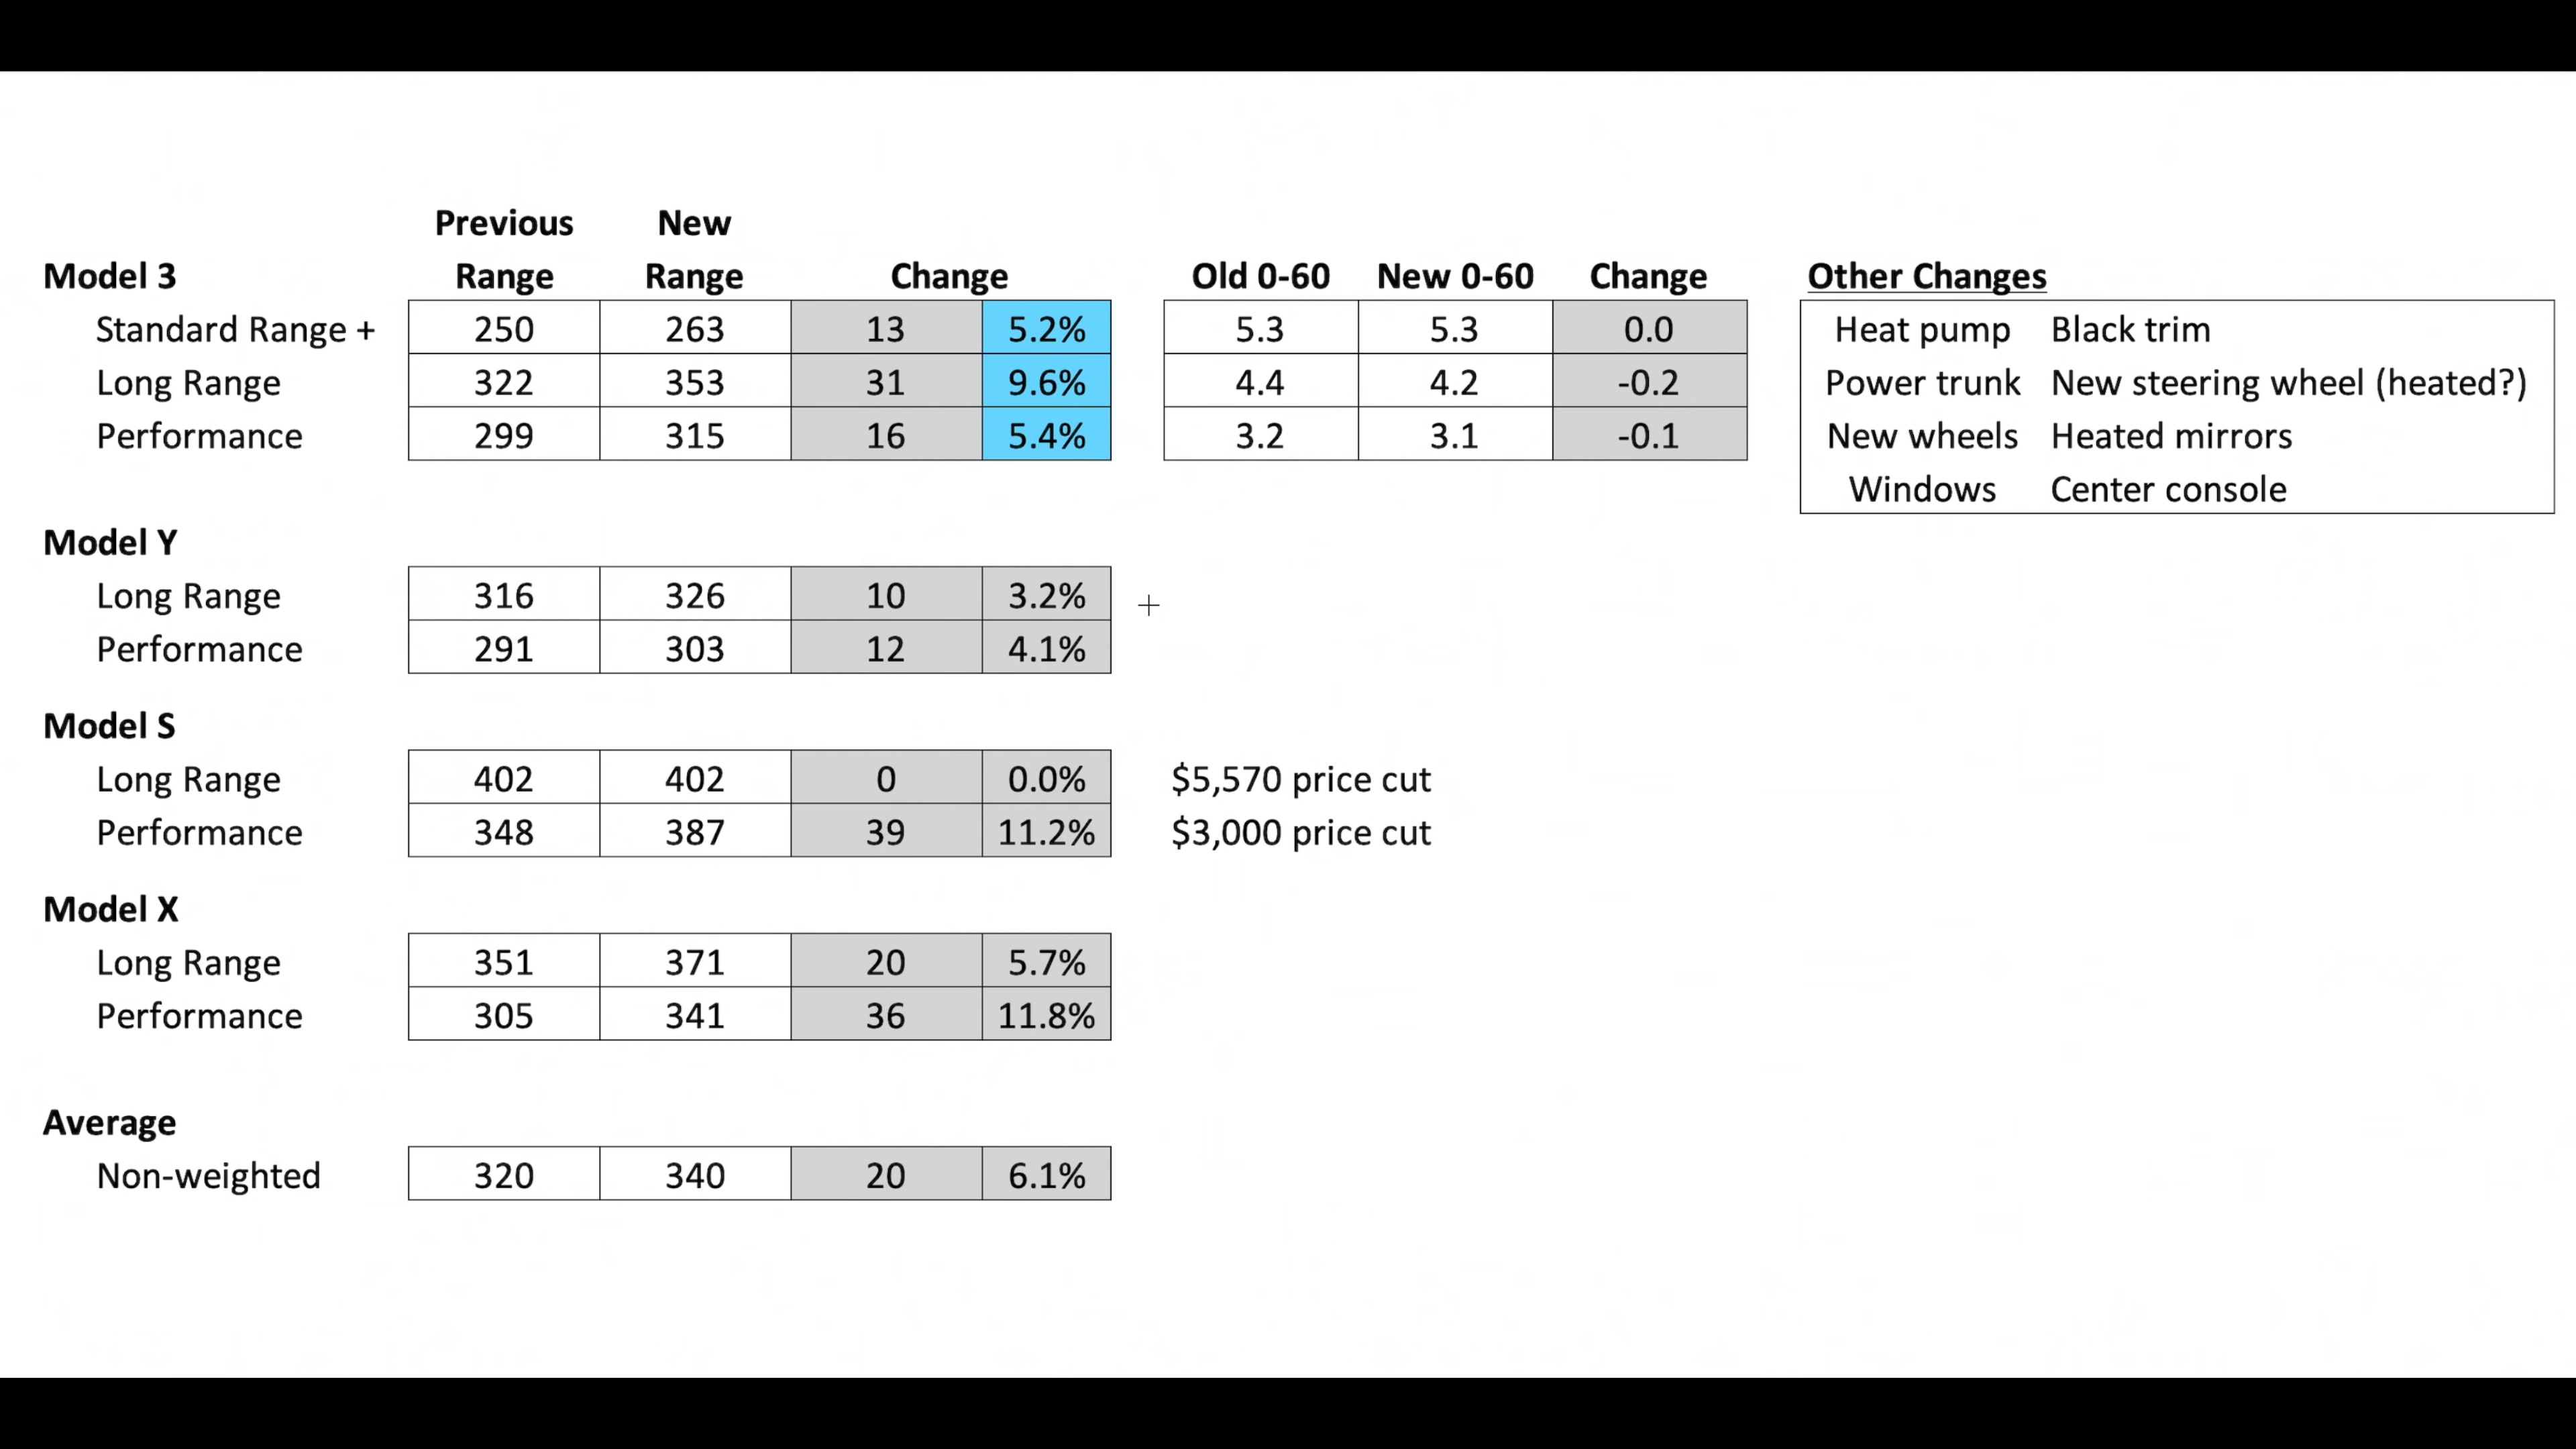 Previous New
Model 3 Range Range Change Old 0-60 New 0-60 Change Other Changes
Standard Range + 250 263 13 5.2% 5.3 5.3 0.0 Heat pump Black trim
Long Range 322 353 31 9.6% 4.4 4.2 -0.2 Power trunk New steering wheel (heated?)
Performance 299 315 16 5.4% 3.2 3.1 -0.1 New wheels Heated mirrors
Windows Center console
Model Y
Long Range 316 326 10 3.2%
Performance 291 303 12 4.1%
Model S
Long Range 402 402 0 0.0% $5,570 price cut
Performance 348 387 39 11.2% $3,000 price cut
Model X
Long Range 351 371 20 5.7%
Performance 305 341 36 11.8%
Average
Non-weighted 320 340 20 6.1%